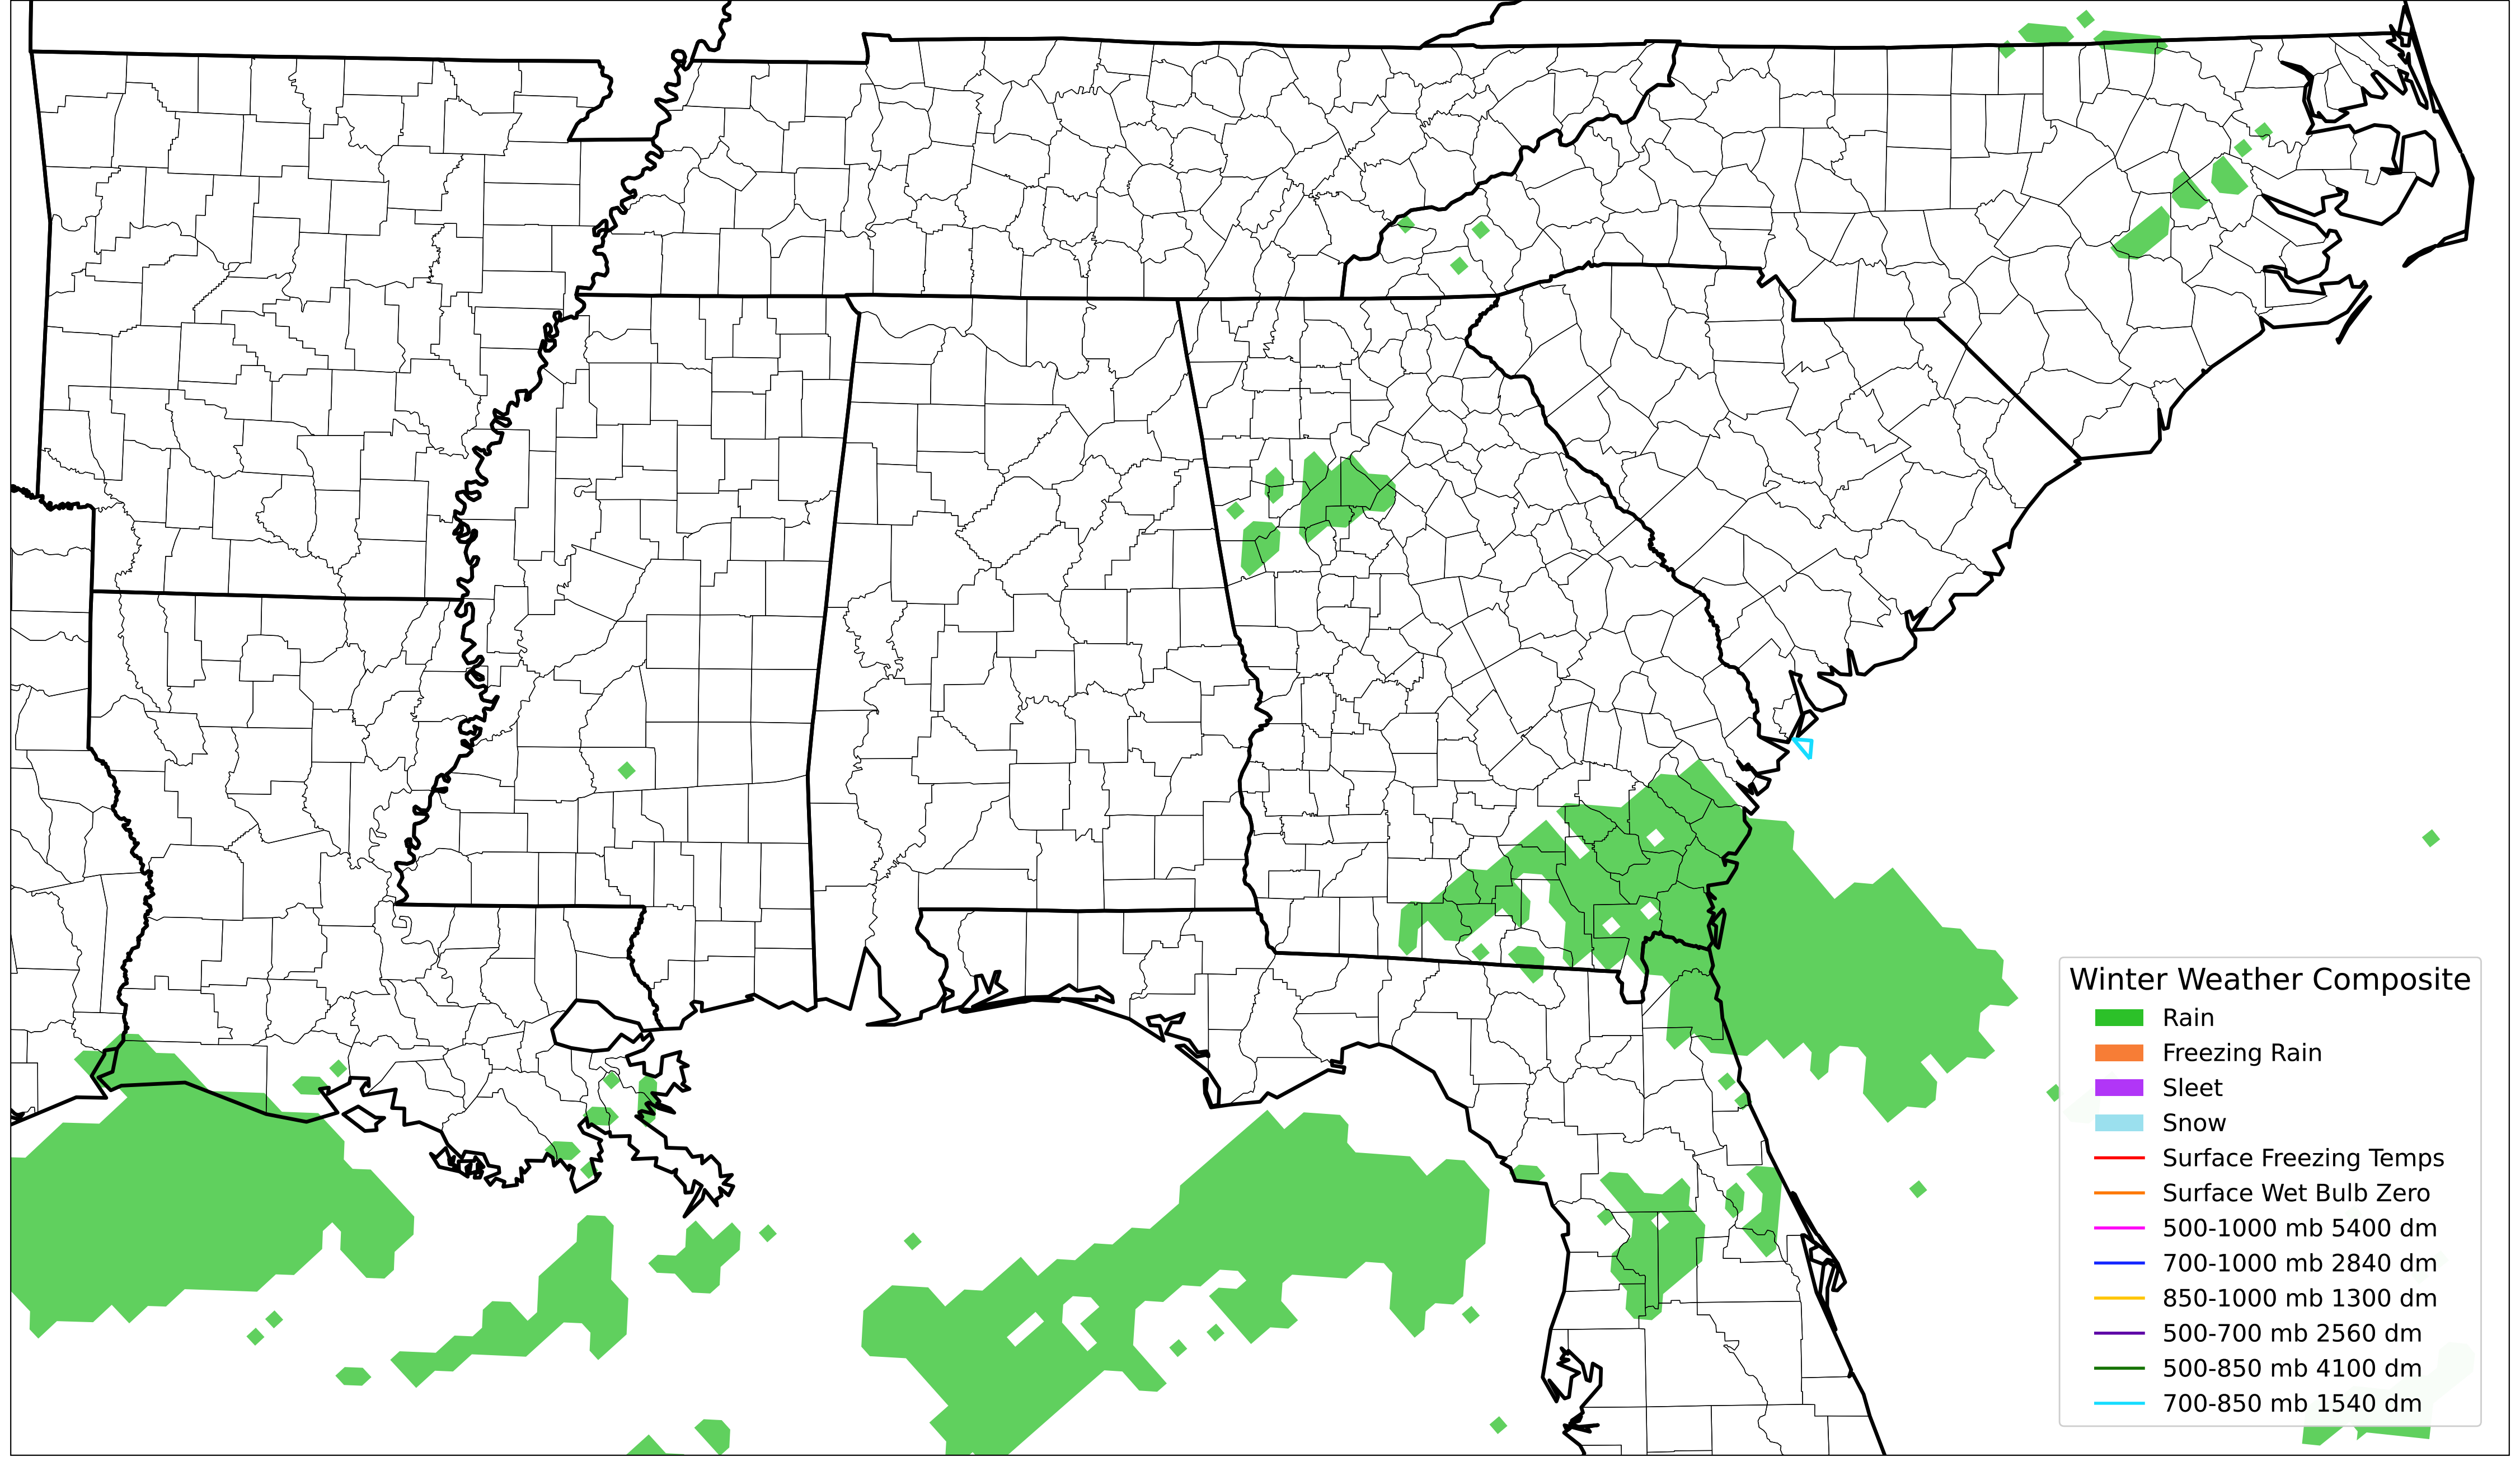 Winter Weather Composite
Rain
Freezing Rain
Sleet
Snow
Surface Freezing Temps
Surface Wet Bulb Zero
500-1000 mb 5400 dm
700-1000 mb 2840 dm
850-1000 mb 1300 dm
500-700 mb 2560 dm
500-850 mb 4100 dm
700-850 mb 1540 dm